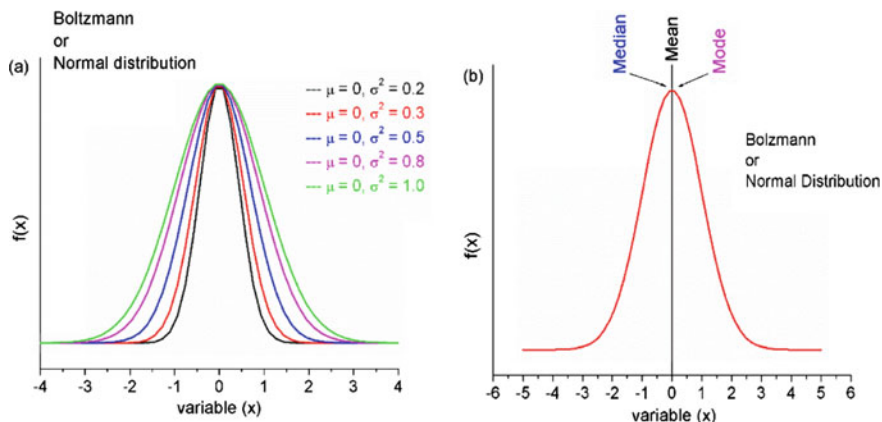 Boltzmann
or
Normal distribution
(a)
--- μ = 0, σ² = 0.2
--- μ = 0, σ² = 0.3
--- μ = 0, σ² = 0.5
--- μ = 0, σ² = 0.8
--- μ = 0, σ² = 1.0
f(x)
-4 -3 -2 -1 0 1 2 3 4
variable (x)
(b)
Median
Mean
Mode
Bolzmann
or
Normal Distribution
f(x)
-6 -5 -4 -3 -2 -1 0 1 2 3 4 5 6
variable (x)